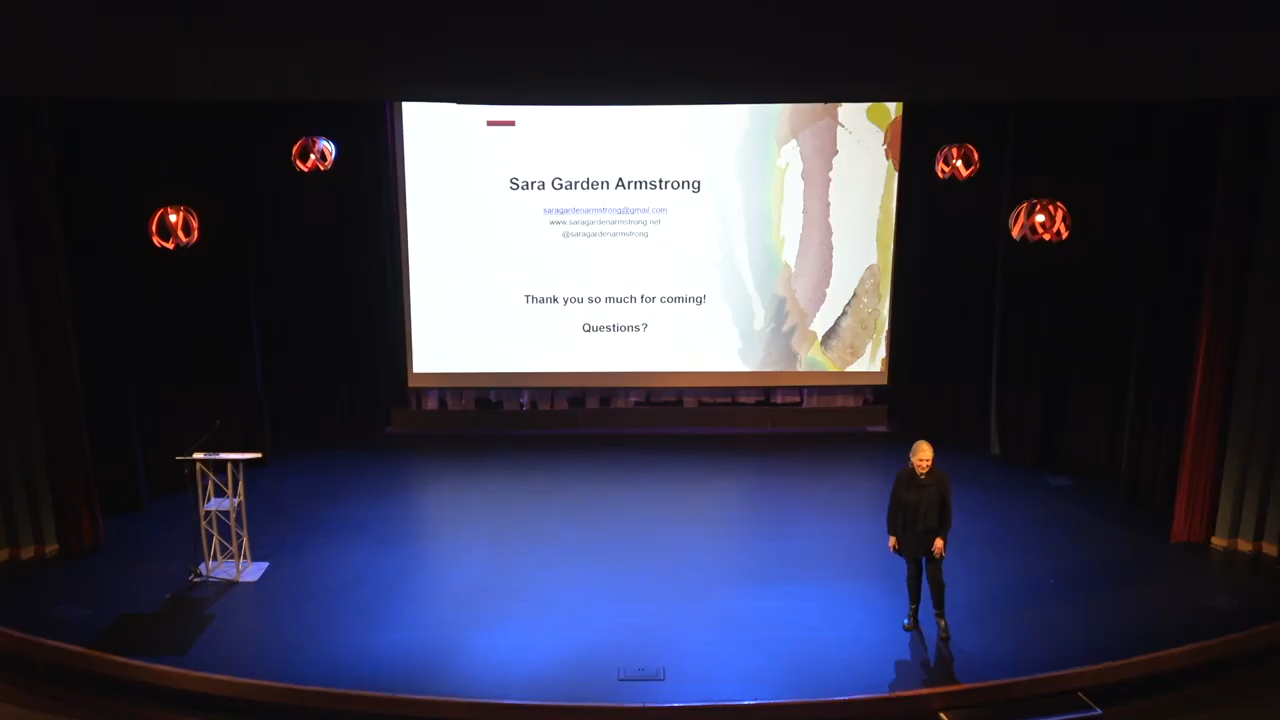 Sara Garden Armstrong
saragardenarmstrong@gmail.com
www.saragardenarmstrong.net
@saragardenarmstrong
Thank you so much for coming!
Questions?